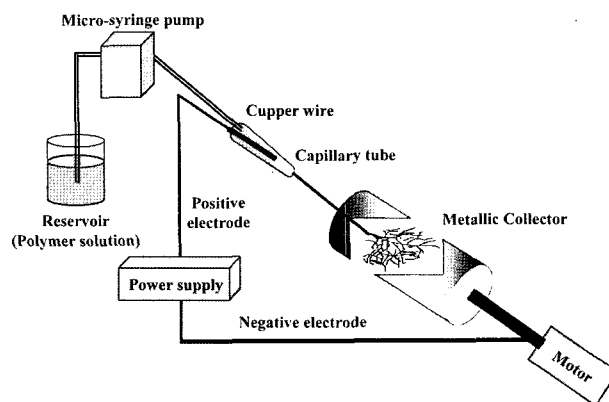 Micro-syringe pump
Cupper wire
Capillary tube
Reservoir
(Polymer solution)
Positive
electrode
Metallic Collector
Power supply
Negative electrode
Motor